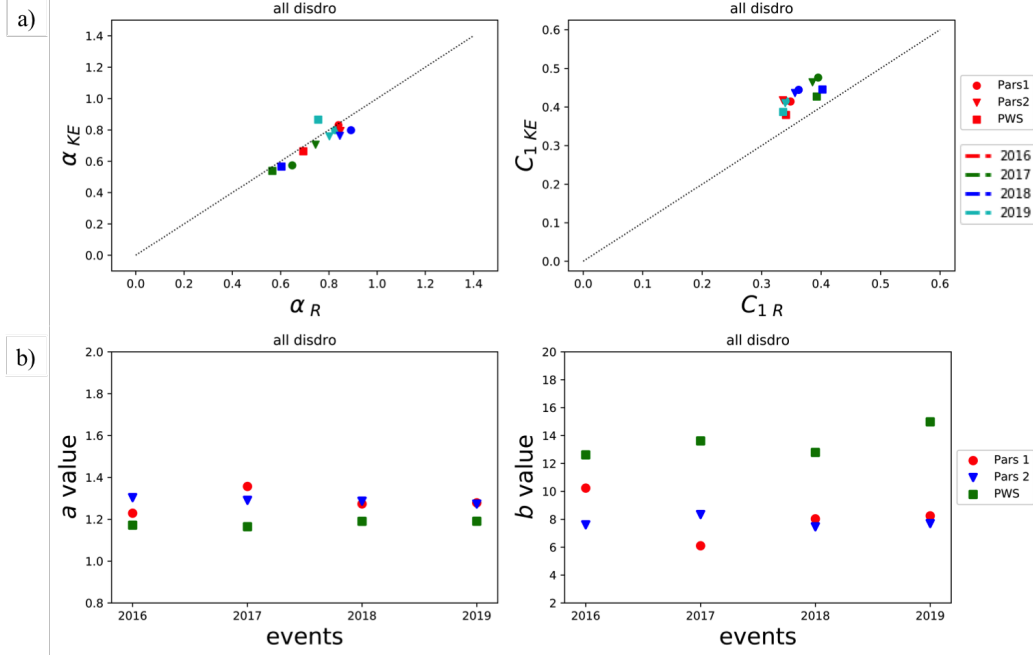 a)
all disdro
1.4
1.2
1.0
0.8
0.6
0.4
0.2
0.0
α KE
0.0 0.2 0.4 0.6 0.8 1.0 1.2 1.4
α R
all disdro
0.6
0.5
0.4
0.3
0.2
0.1
0.0
C1 KE
0.0 0.1 0.2 0.3 0.4 0.5 0.6
C1 R
Pars1
Pars2
PWS
2016
2017
2018
2019
b)
all disdro
2.0
1.8
1.6
1.4
1.2
1.0
0.8
a value
2016 2017 2018 2019
events
all disdro
20
18
16
14
12
10
8
6
4
2
b value
2016 2017 2018 2019
events
Pars 1
Pars 2
PWS